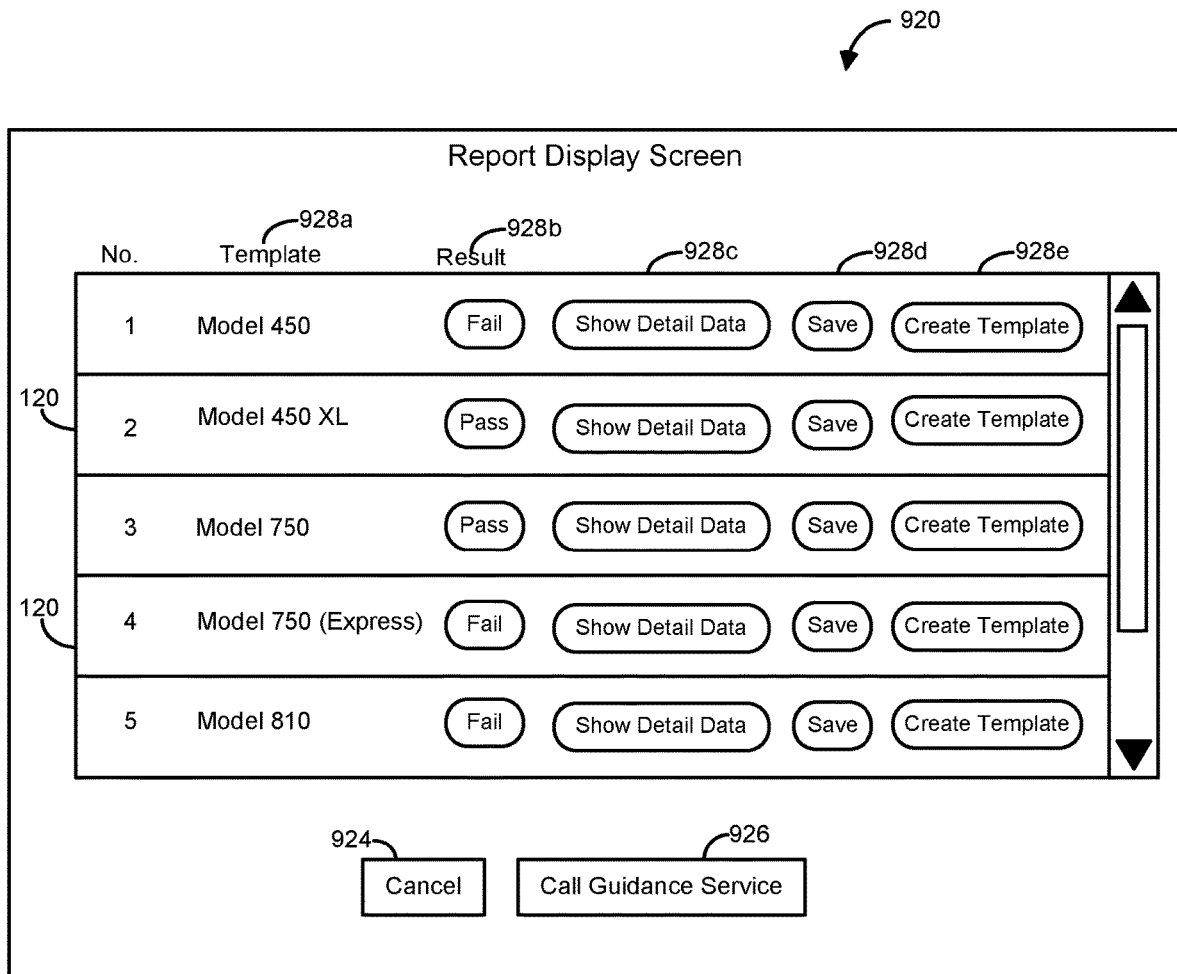 920
Report Display Screen
928a 928b 928c 928d 928e
No. Template Result
1 Model 450 Fail Show Detail Data Save Create Template
120
2 Model 450 XL Pass Show Detail Data Save Create Template
3 Model 750 Pass Show Detail Data Save Create Template
120
4 Model 750 (Express) Fail Show Detail Data Save Create Template
5 Model 810 Fail Show Detail Data Save Create Template
924 926
Cancel Call Guidance Service